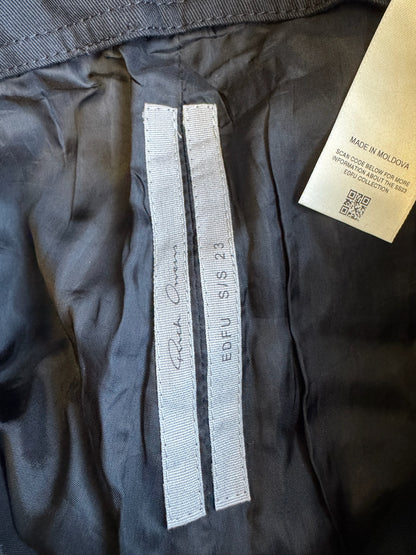 Rick Owens
EDFU S/S 23
MADE IN MOLDOVA
SCAN CODE BELOW FOR MORE
INFORMATION ABOUT THE SS23
EDFU COLLECTION